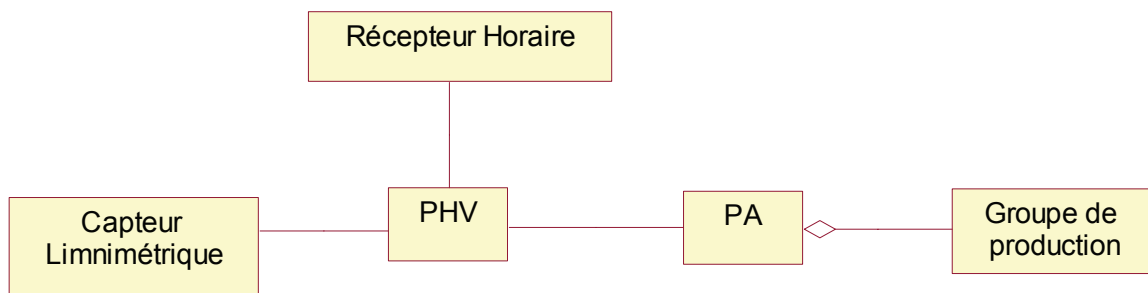 Récepteur Horaire
Capteur
Limnimétrique
PHV
PA
Groupe de
production